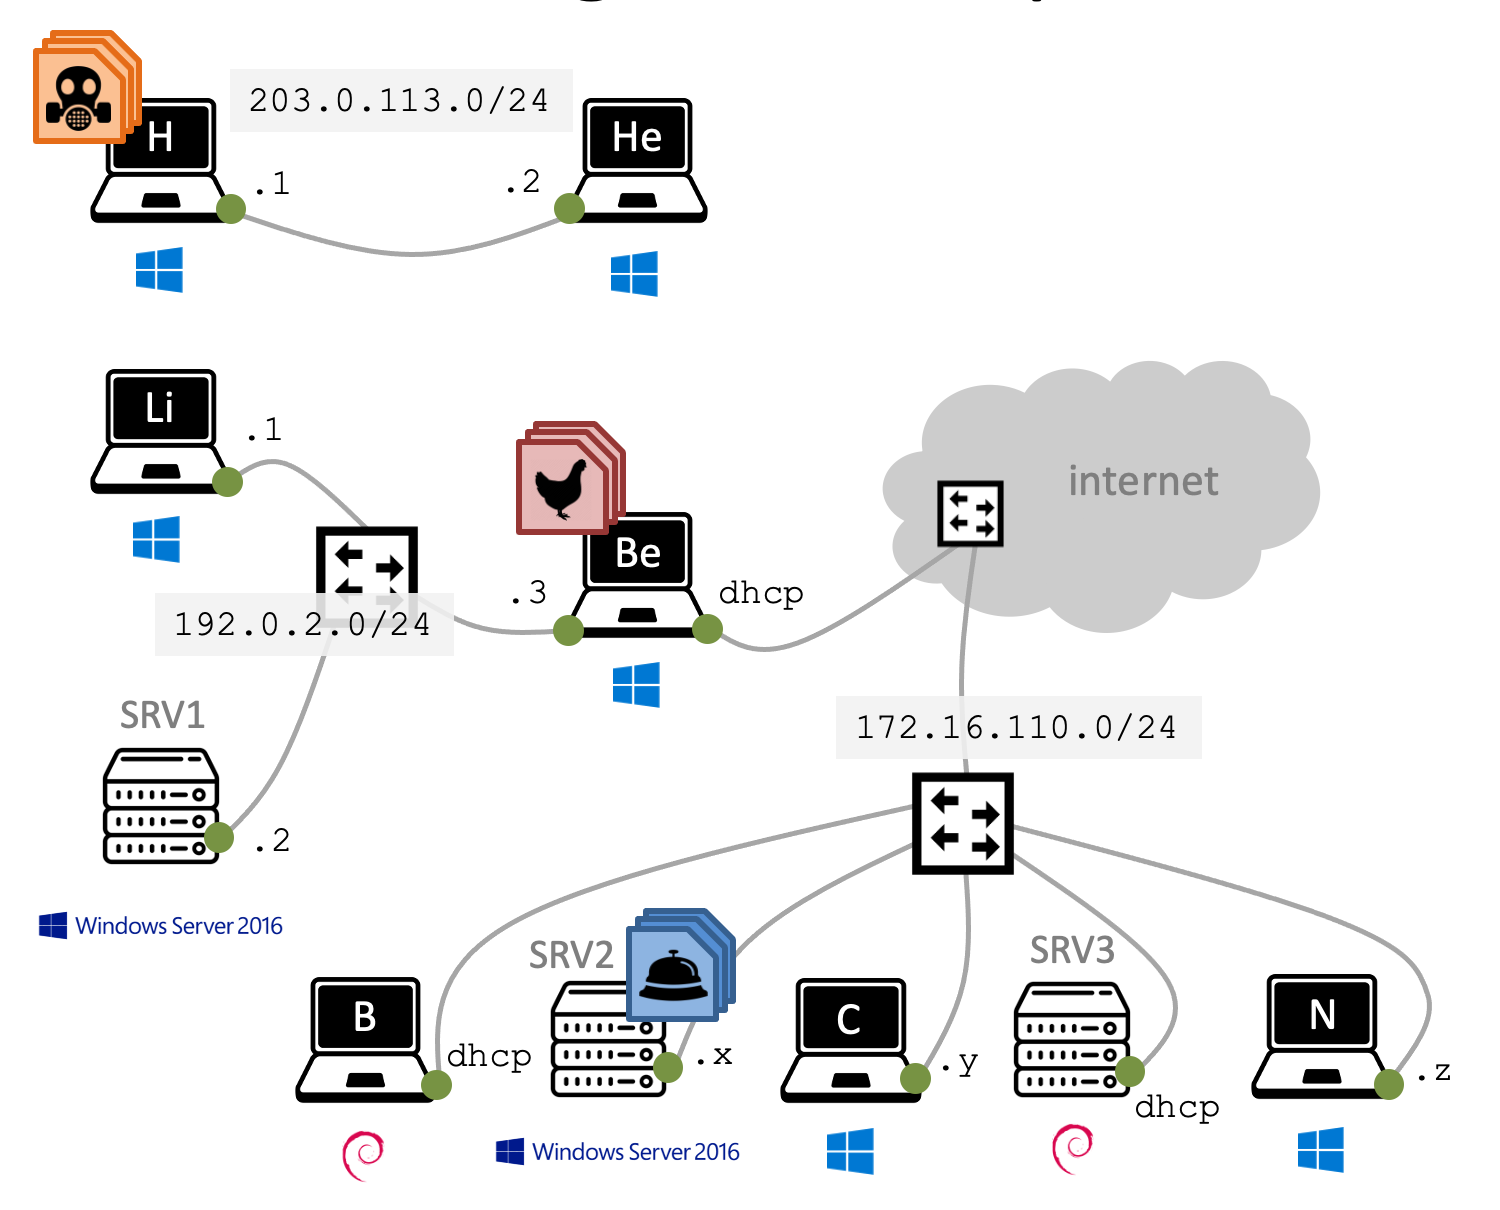 H
203.0.113.0/24
He
.1
.2
Li
.1
internet
Be
.3
dhcp
192.0.2.0/24
SRV1
172.16.110.0/24
.2
Windows Server 2016
SRV2
SRV3
B
C
N
dhcp
.x
.y
dhcp
.z
Windows Server 2016